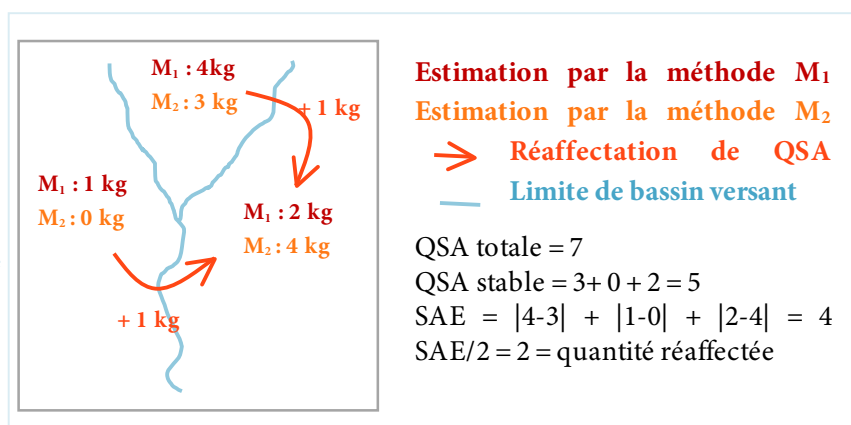 M₁ : 4kg
M₂ : 3 kg
+ 1 kg
M₁ : 1 kg
M₂ : 0 kg
M₁ : 2 kg
M₂ : 4 kg
+ 1 kg
Estimation par la méthode M₁
Estimation par la méthode M₂
Réaffectation de QSA
Limite de bassin versant
QSA totale = 7
QSA stable = 3+ 0 + 2 = 5
SAE = |4-3| + |1-0| + |2-4| = 4
SAE/2 = 2 = quantité réaffectée